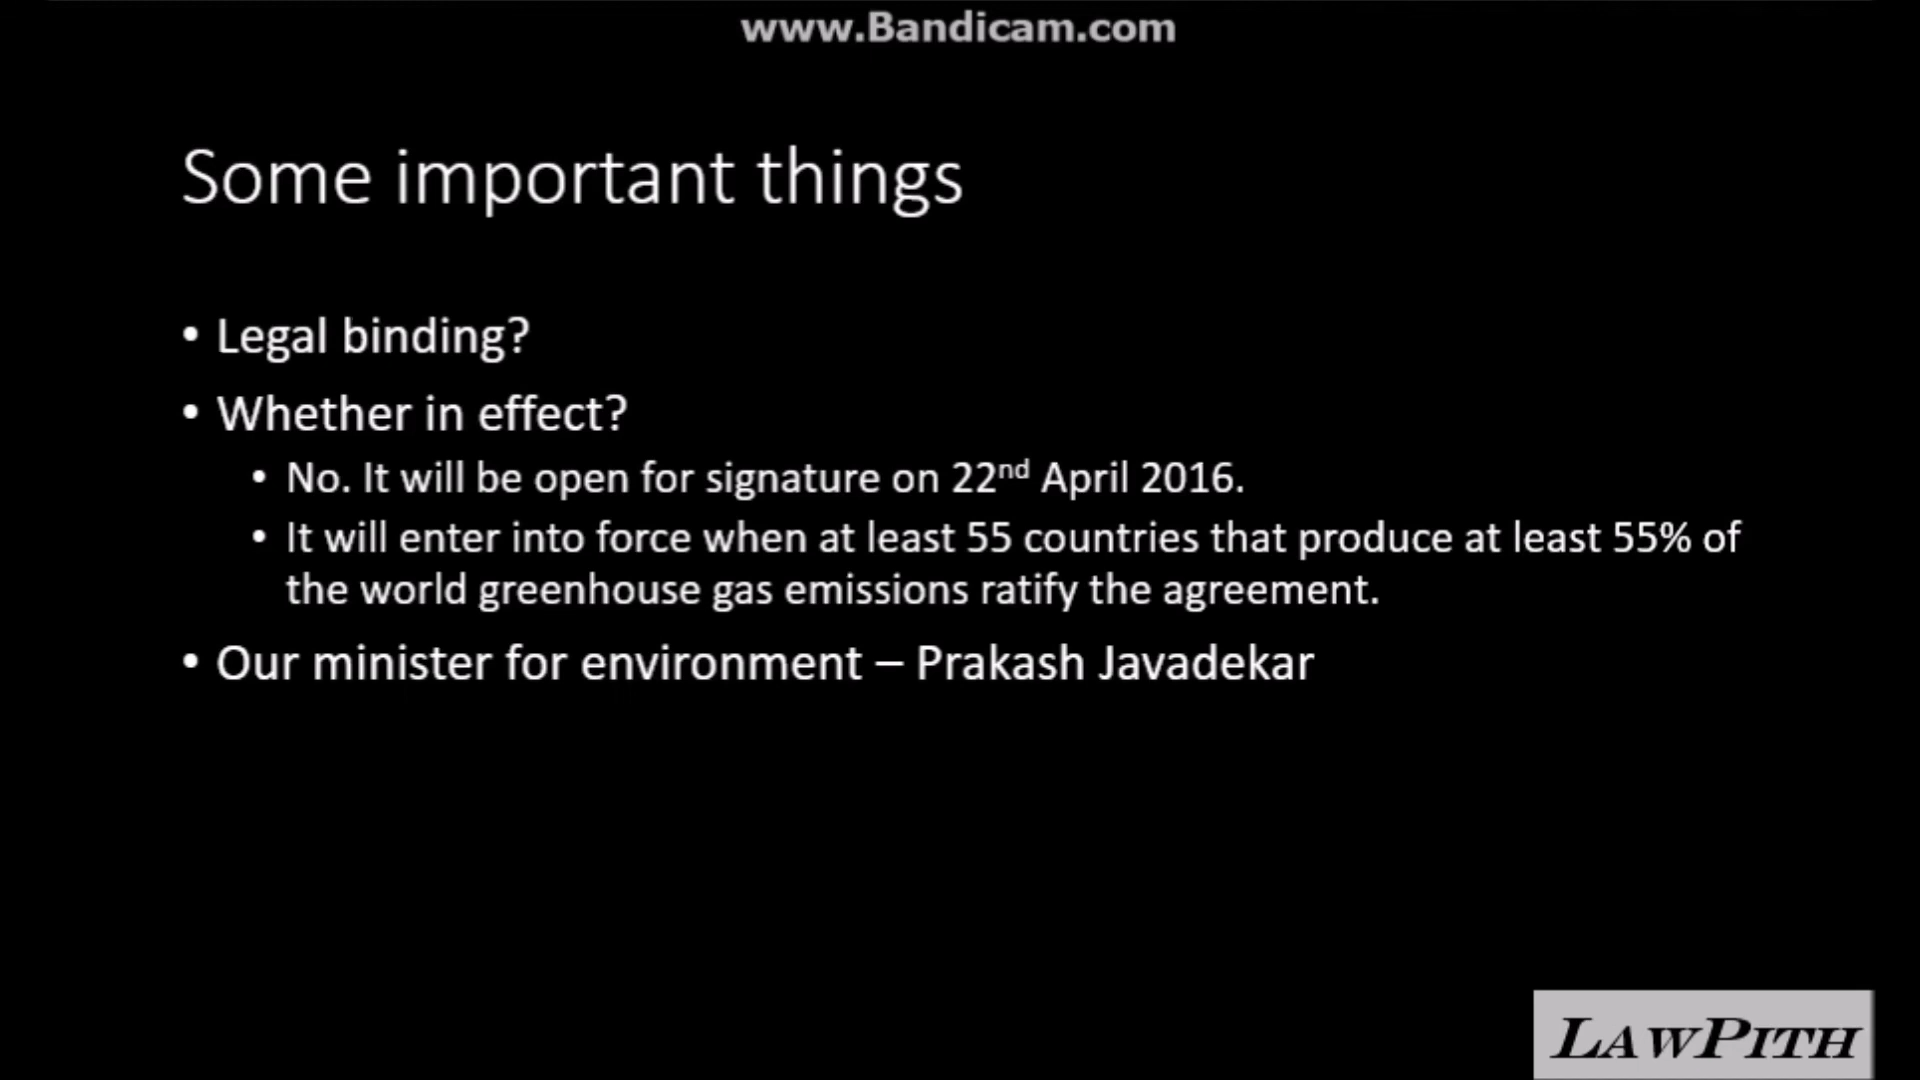 www.Bandicam.com
Some important things
• Legal binding?
• Whether in effect?
• No. It will be open for signature on 22nd April 2016.
• It will enter into force when at least 55 countries that produce at least 55% of
the world greenhouse gas emissions ratify the agreement.
• Our minister for environment – Prakash Javadekar
LAWPITH